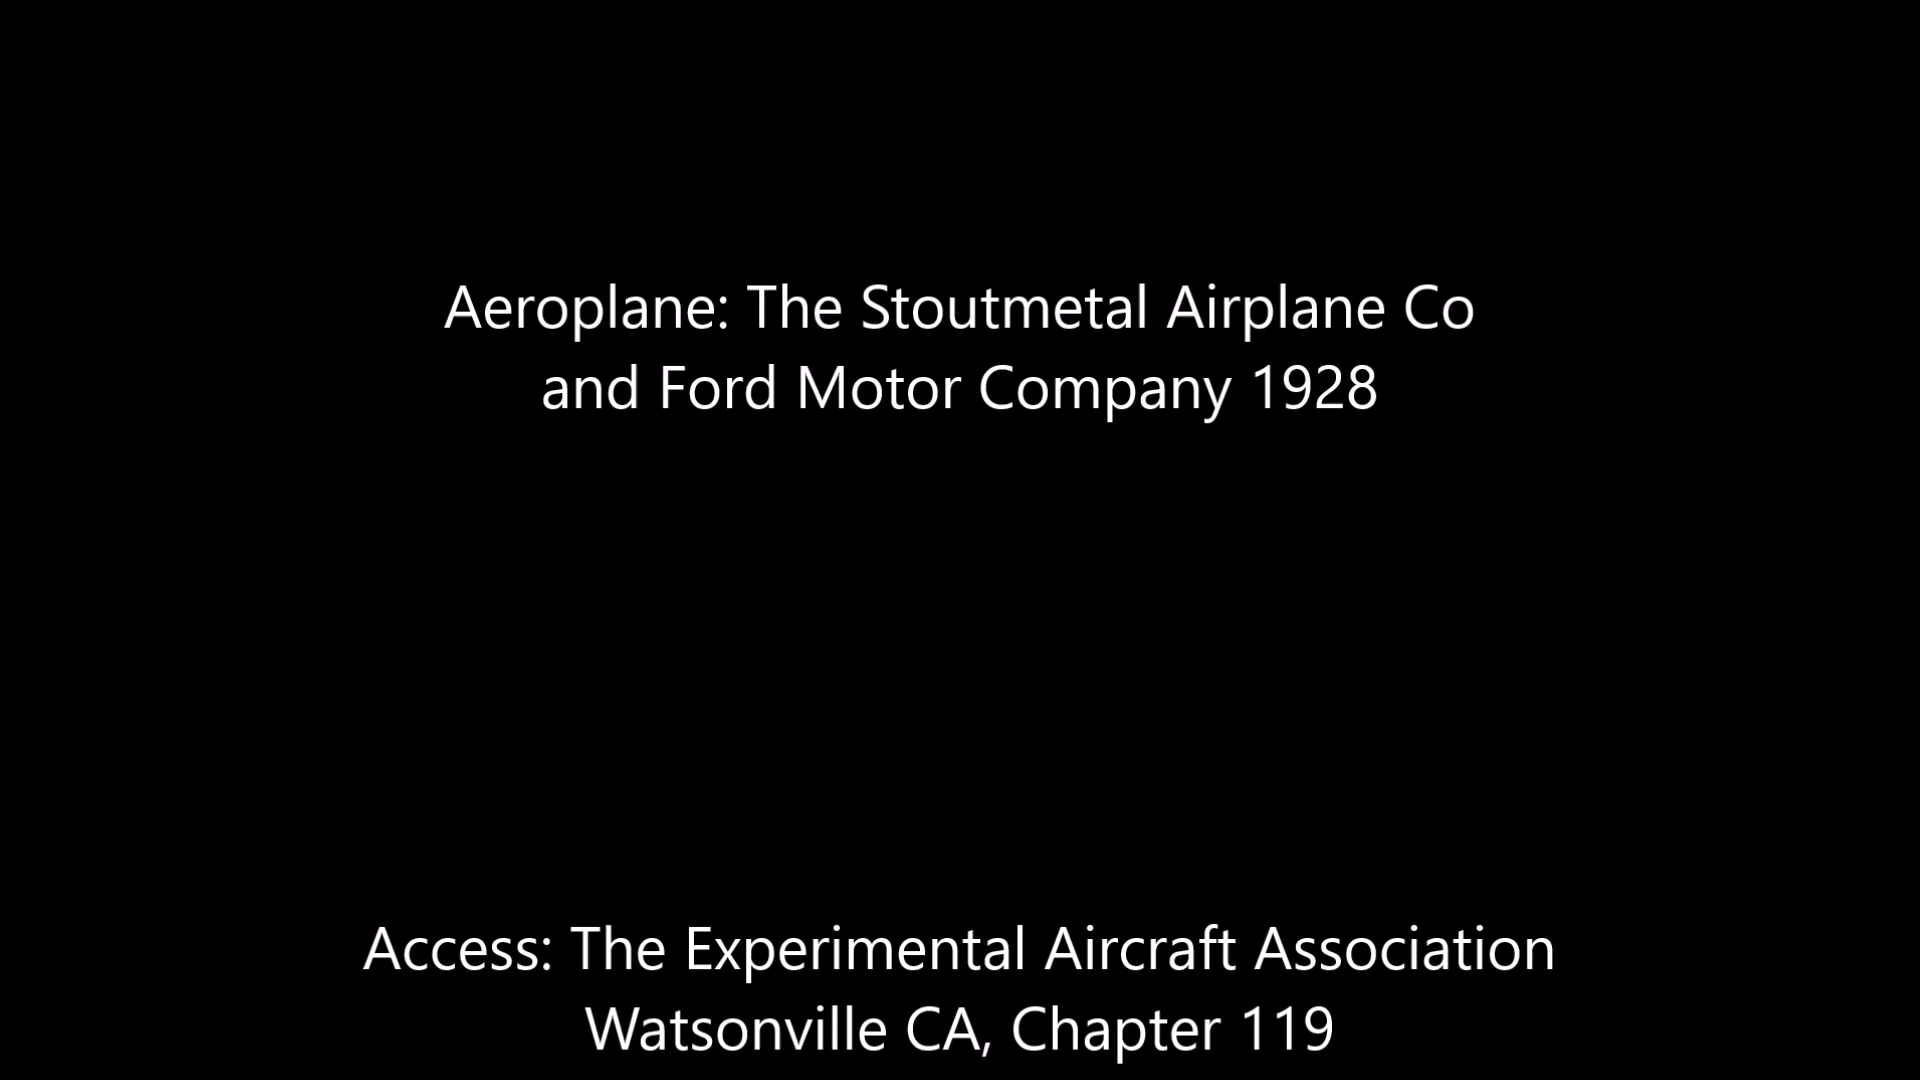 Aeroplane: The Stoutmetal Airplane Co
and Ford Motor Company 1928
Access: The Experimental Aircraft Association
Watsonville CA, Chapter 119